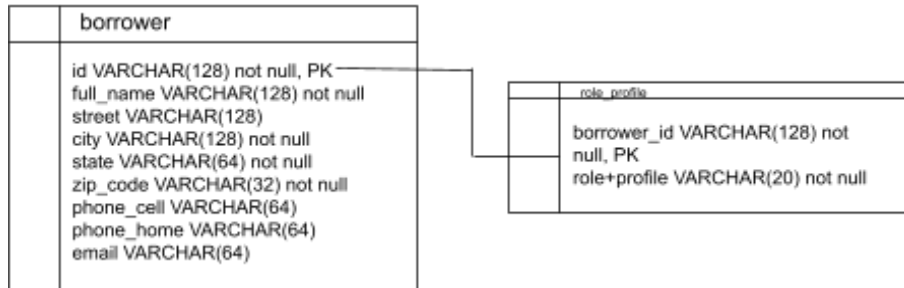 borrower
id VARCHAR(128) not null, PK
full_name VARCHAR(128) not null
street VARCHAR(128)
city VARCHAR(128) not null
state VARCHAR(64) not null
zip_code VARCHAR(32) not null
phone_cell VARCHAR(64)
phone_home VARCHAR(64)
email VARCHAR(64)
role_profile
borrower_id VARCHAR(128) not
null, PK
role+profile VARCHAR(20) not null